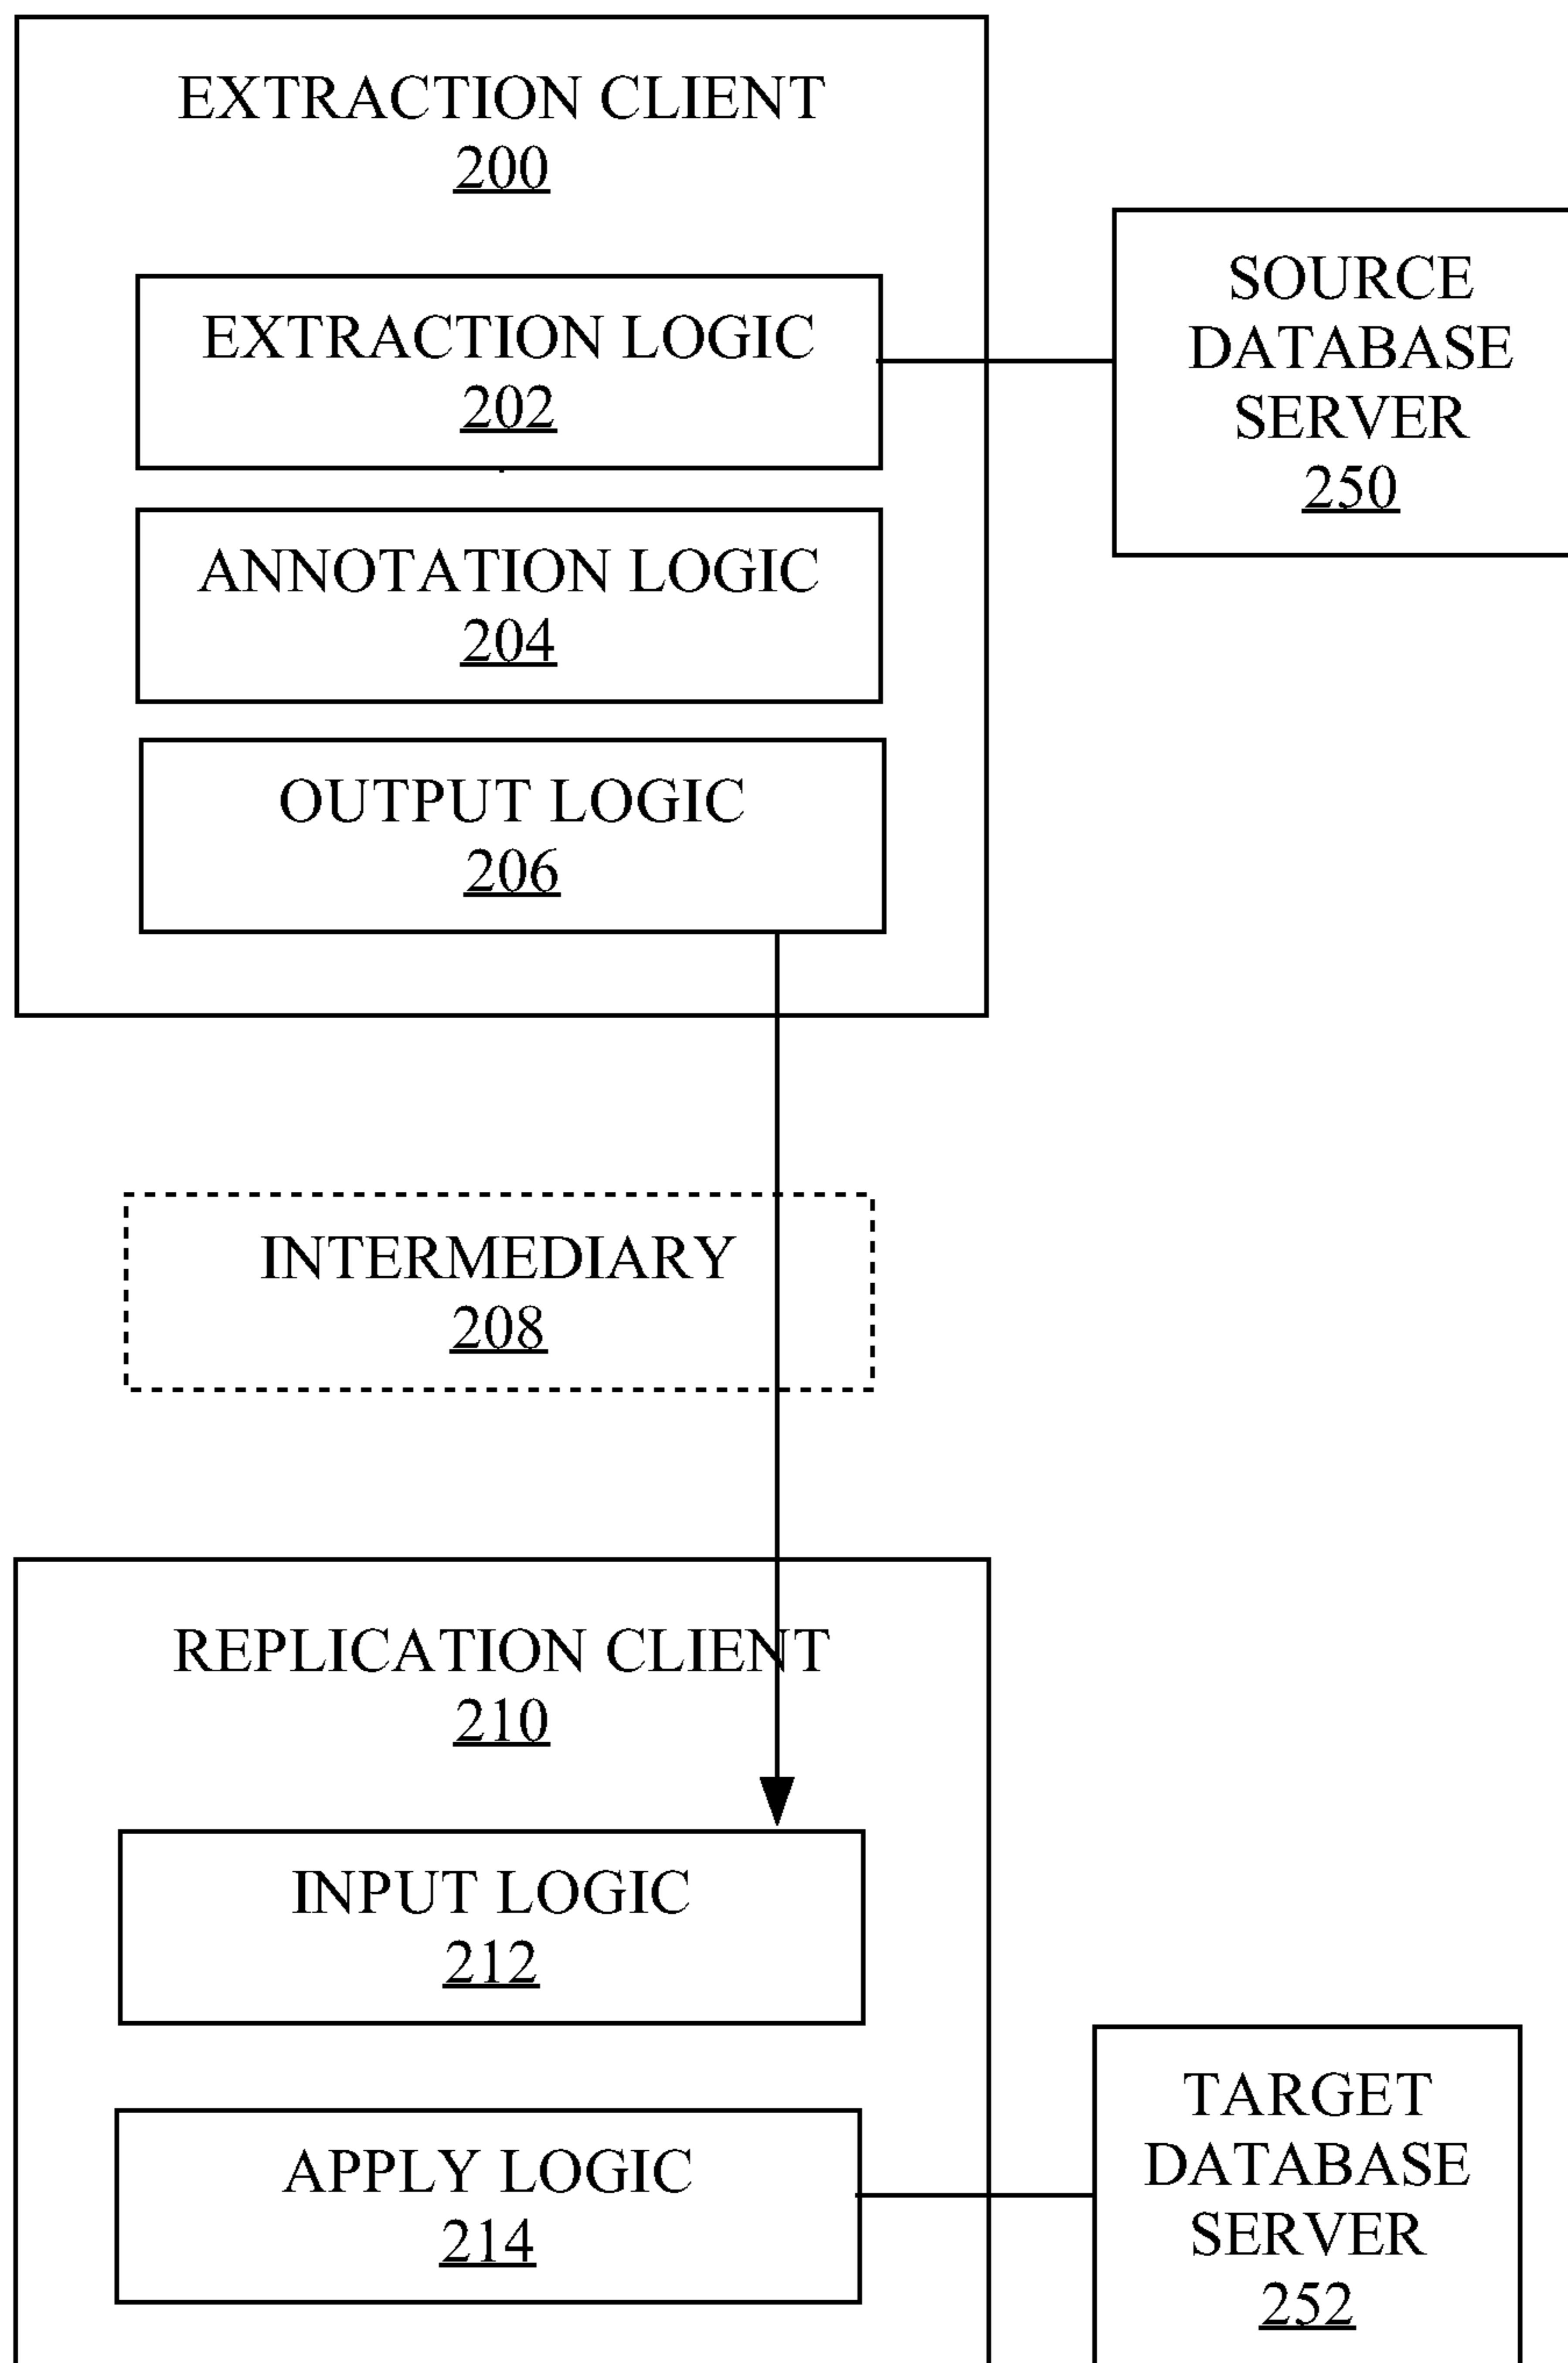 EXTRACTION CLIENT
200
EXTRACTION LOGIC
202
ANNOTATION LOGIC
204
OUTPUT LOGIC
206
SOURCE
DATABASE
SERVER
250
INTERMEDIARY
208
REPLICATION CLIENT
210
INPUT LOGIC
212
APPLY LOGIC
214
TARGET
DATABASE
SERVER
252